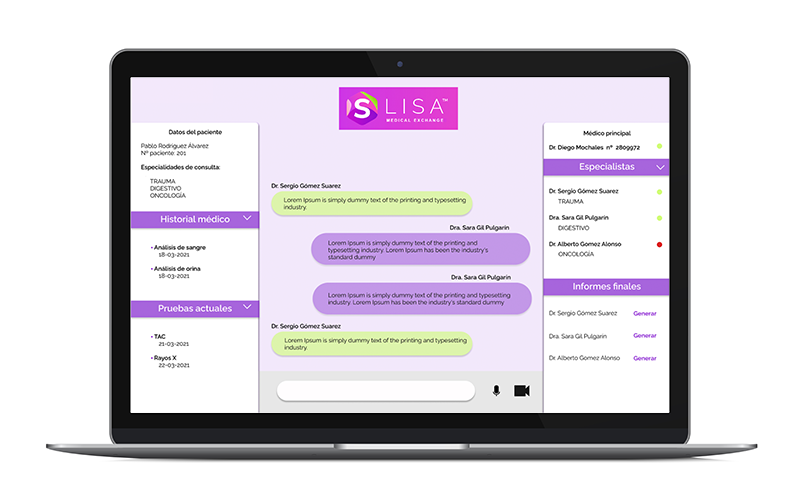 S LISA™
MEDICAL EXCHANGE
Datos del paciente
Pablo Rodriguez Álvarez
Nº paciente 201
Especialidades de consulta:
TRAUMA
DIGESTIVO
ONCOLOGÍA
Historial médico
• Análisis de sangre
18-03-2021
• Análisis de orina
18-03-2021
Pruebas actuales
• TAC
21-03-2021
• Rayos X
22-03-2021
Dr. Sergio Gómez Suarez
Lorem Ipsum is simply dummy text of the printing and typesetting
industry.
Dra. Sara Gil Pulgarin
Lorem Ipsum is simply dummy text of the printing and
typesetting industry. Lorem Ipsum has been the industry's
standard dummy
Dra. Sara Gil Pulgarin
Lorem Ipsum is simply dummy text of the printing and typesetting
industry. Lorem Ipsum has been the industry's standard dummy
Dr. Sergio Gómez Suarez
Lorem Ipsum is simply dummy text of the printing and typesetting
industry.
Médico principal
Dr. Diego Mochales nº 2809972
Especialistas
Dr. Sergio Gómez Suarez
TRAUMA
Dra. Sara Gil Pulgarin
DIGESTIVO
Dr. Alberto Gomez Alonso
ONCOLOGÍA
Informes finales
Dr. Sergio Gómez Suarez Generar
Dra. Sara Gil Pulgarin Generar
Dr Alberto Gomez Alonso Generar